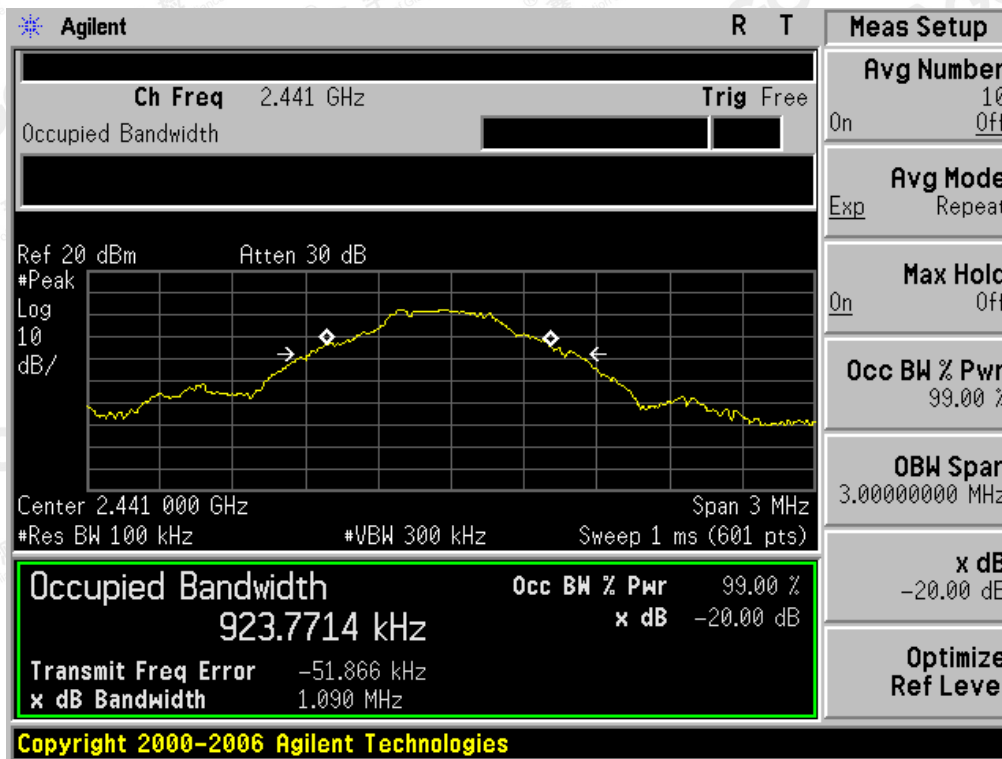 Agilent R T
Ch Freq 2.441 GHz Trig Free
Occupied Bandwidth
Ref 20 dBm Atten 30 dB
#Peak
Log
10
dB/
Center 2.441 000 GHz Span 3 MHz
#Res BW 100 kHz #VBW 300 kHz Sweep 1 ms (601 pts)
Occupied Bandwidth Occ BW % Pwr 99.00 %
923.7714 kHz x dB -20.00 dB
Transmit Freq Error -51.866 kHz
x dB Bandwidth 1.090 MHz
Copyright 2000-2006 Agilent Technologies
Meas Setup
Avg Number
10
On Off
Avg Mode
Exp Repeat
Max Hold
On Off
Occ BW % Pwr
99.00 %
OBW Span
3.00000000 MHz
x dB
-20.00 dB
Optimize
Ref Level